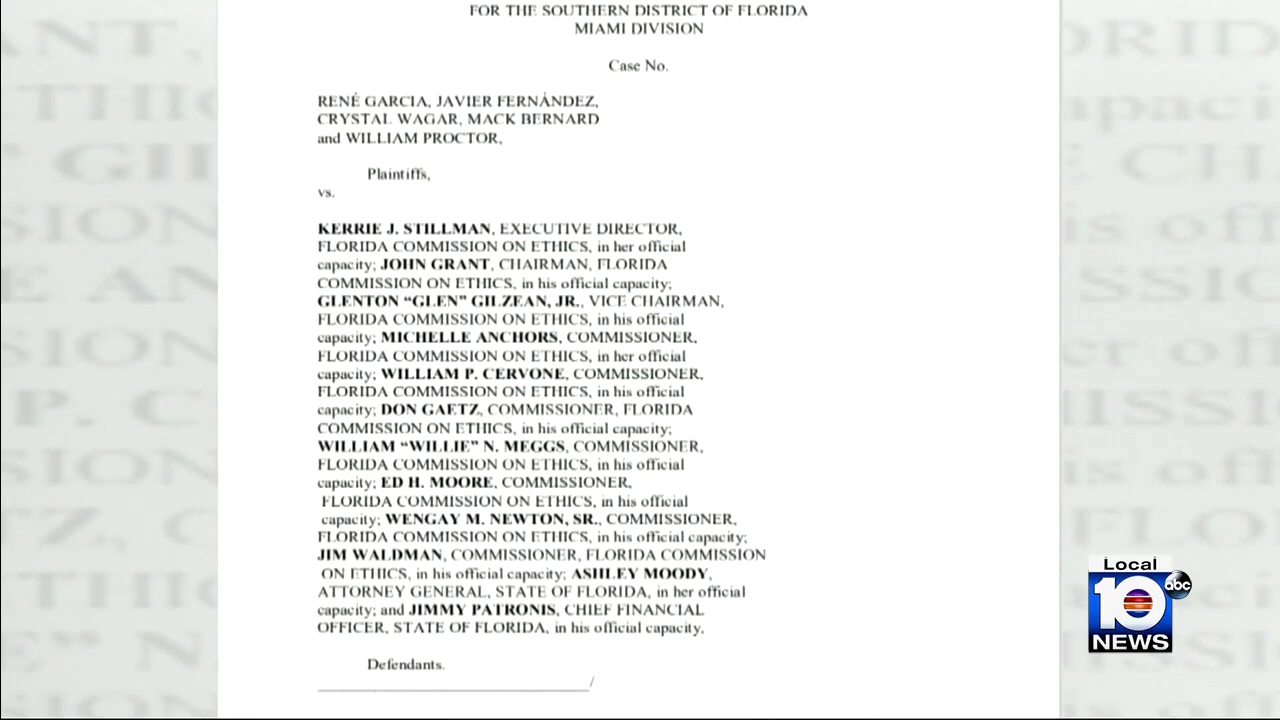 FOR THE SOUTHERN DISTRICT OF FLORIDA
MIAMI DIVISION
Case No.
RENÉ GARCIA, JAVIER FERNÁNDEZ,
CRYSTAL WAGAR, MACK BERNARD
and WILLIAM PROCTOR,
Plaintiffs,
vs.
KERRIE J. STILLMAN, EXECUTIVE DIRECTOR,
FLORIDA COMMISSION ON ETHICS, in her official
capacity; JOHN GRANT, CHAIRMAN, FLORIDA
COMMISSION ON ETHICS, in his official capacity;
GLENTON “GLEN” GILZEAN, JR., VICE CHAIRMAN,
FLORIDA COMMISSION ON ETHICS, in his official
capacity; MICHELLE ANCHORS, COMMISSIONER,
FLORIDA COMMISSION ON ETHICS, in her official
capacity; WILLIAM P. CERVONE, COMMISSIONER,
FLORIDA COMMISSION ON ETHICS, in his official
capacity; DON GAETZ, COMMISSIONER, FLORIDA
COMMISSION ON ETHICS, in his official capacity;
WILLIAM “WILLIE” N. MEGGS, COMMISSIONER,
FLORIDA COMMISSION ON ETHICS, in his official
capacity; ED H. MOORE, COMMISSIONER,
FLORIDA COMMISSION ON ETHICS, in his official
capacity; WENGAY M. NEWTON, SR., COMMISSIONER,
FLORIDA COMMISSION ON ETHICS, in his official capacity;
JIM WALDMAN, COMMISSIONER, FLORIDA COMMISSION
ON ETHICS, in his official capacity; ASHLEY MOODY,
ATTORNEY GENERAL, STATE OF FLORIDA, in her official
capacity; and JIMMY PATRONIS, CHIEF FINANCIAL
OFFICER, STATE OF FLORIDA, in his official capacity.
Defendants.
/
Local
10
abc
NEWS